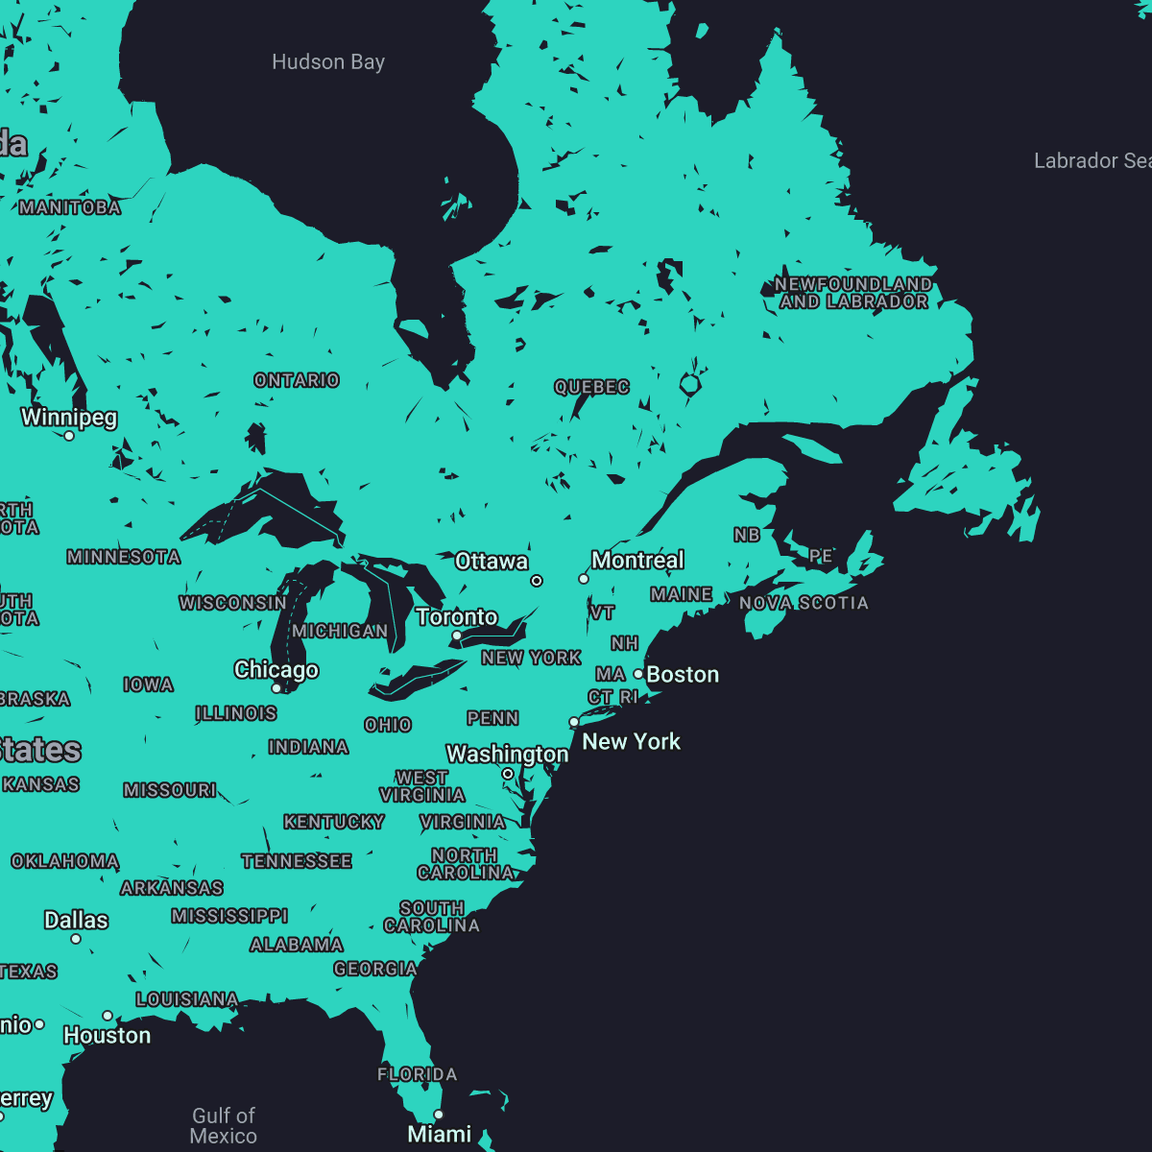 Hudson Bay
da
Labrador Sea
MANITOBA
NEWFOUNDLAND
AND LABRADOR
ONTARIO
QUEBEC
Winnipeg
RTH
OTA
NB
MINNESOTA
Ottawa
Montreal
PE
UTH
OTA
WISCONSIN
MAINE
NOVA SCOTIA
Toronto
VT
MICHIGAN
NH
NEW YORK
Chicago
MA
Boston
BRASKA
IOWA
CT RI
ILLINOIS
OHIO
PENN
New York
States
INDIANA
Washington
KANSAS
MISSOURI
WEST
VIRGINIA
KENTUCKY
VIRGINIA
OKLAHOMA
TENNESSEE
NORTH
CAROLINA
ARKANSAS
Dallas
MISSISSIPPI
SOUTH
CAROLINA
ALABAMA
TEXAS
GEORGIA
LOUISIANA
nio
Houston
FLORIDA
errey
Gulf of
Mexico
Miami